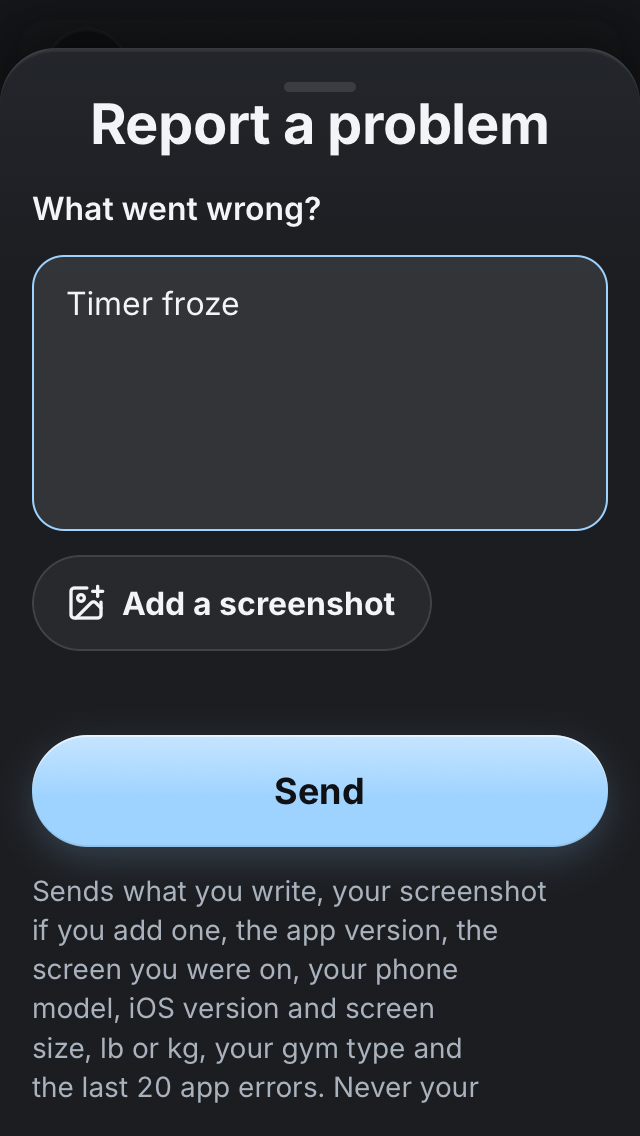 Report a problem
What went wrong?
Timer froze
Add a screenshot
Send
Sends what you write, your screenshot
if you add one, the app version, the
screen you were on, your phone
model, iOS version and screen
size, lb or kg, your gym type and
the last 20 app errors. Never your